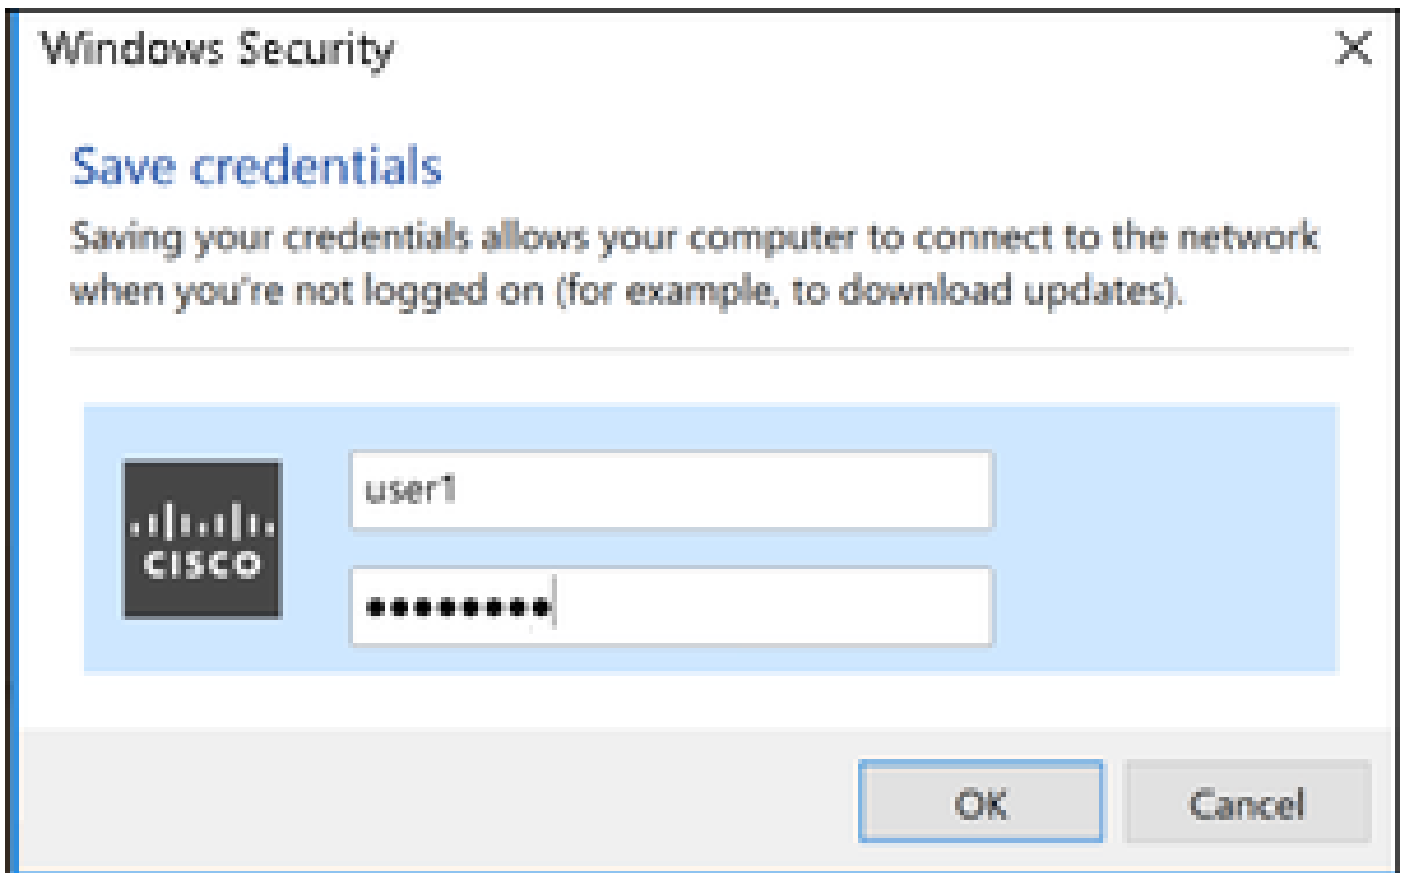 Windows Security
Save credentials
Saving your credentials allows your computer to connect to the network
when you're not logged on (for example, to download updates).
user1
CISCO
••••••••
OK
Cancel